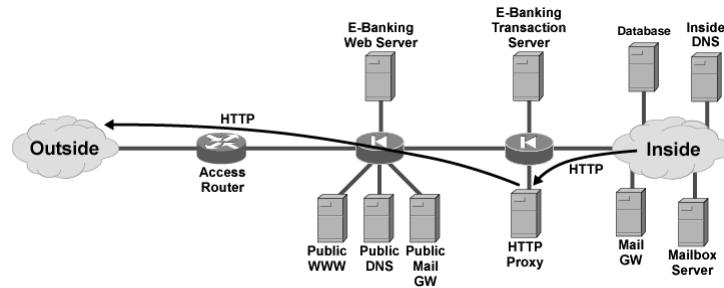 E-Banking
Web Server
E-Banking
Transaction
Server
Database
Inside
DNS
HTTP
Outside
Access
Router
HTTP
Inside
Public
WWW
Public
DNS
Public
Mail
GW
HTTP
Proxy
Mail
GW
Mailbox
Server